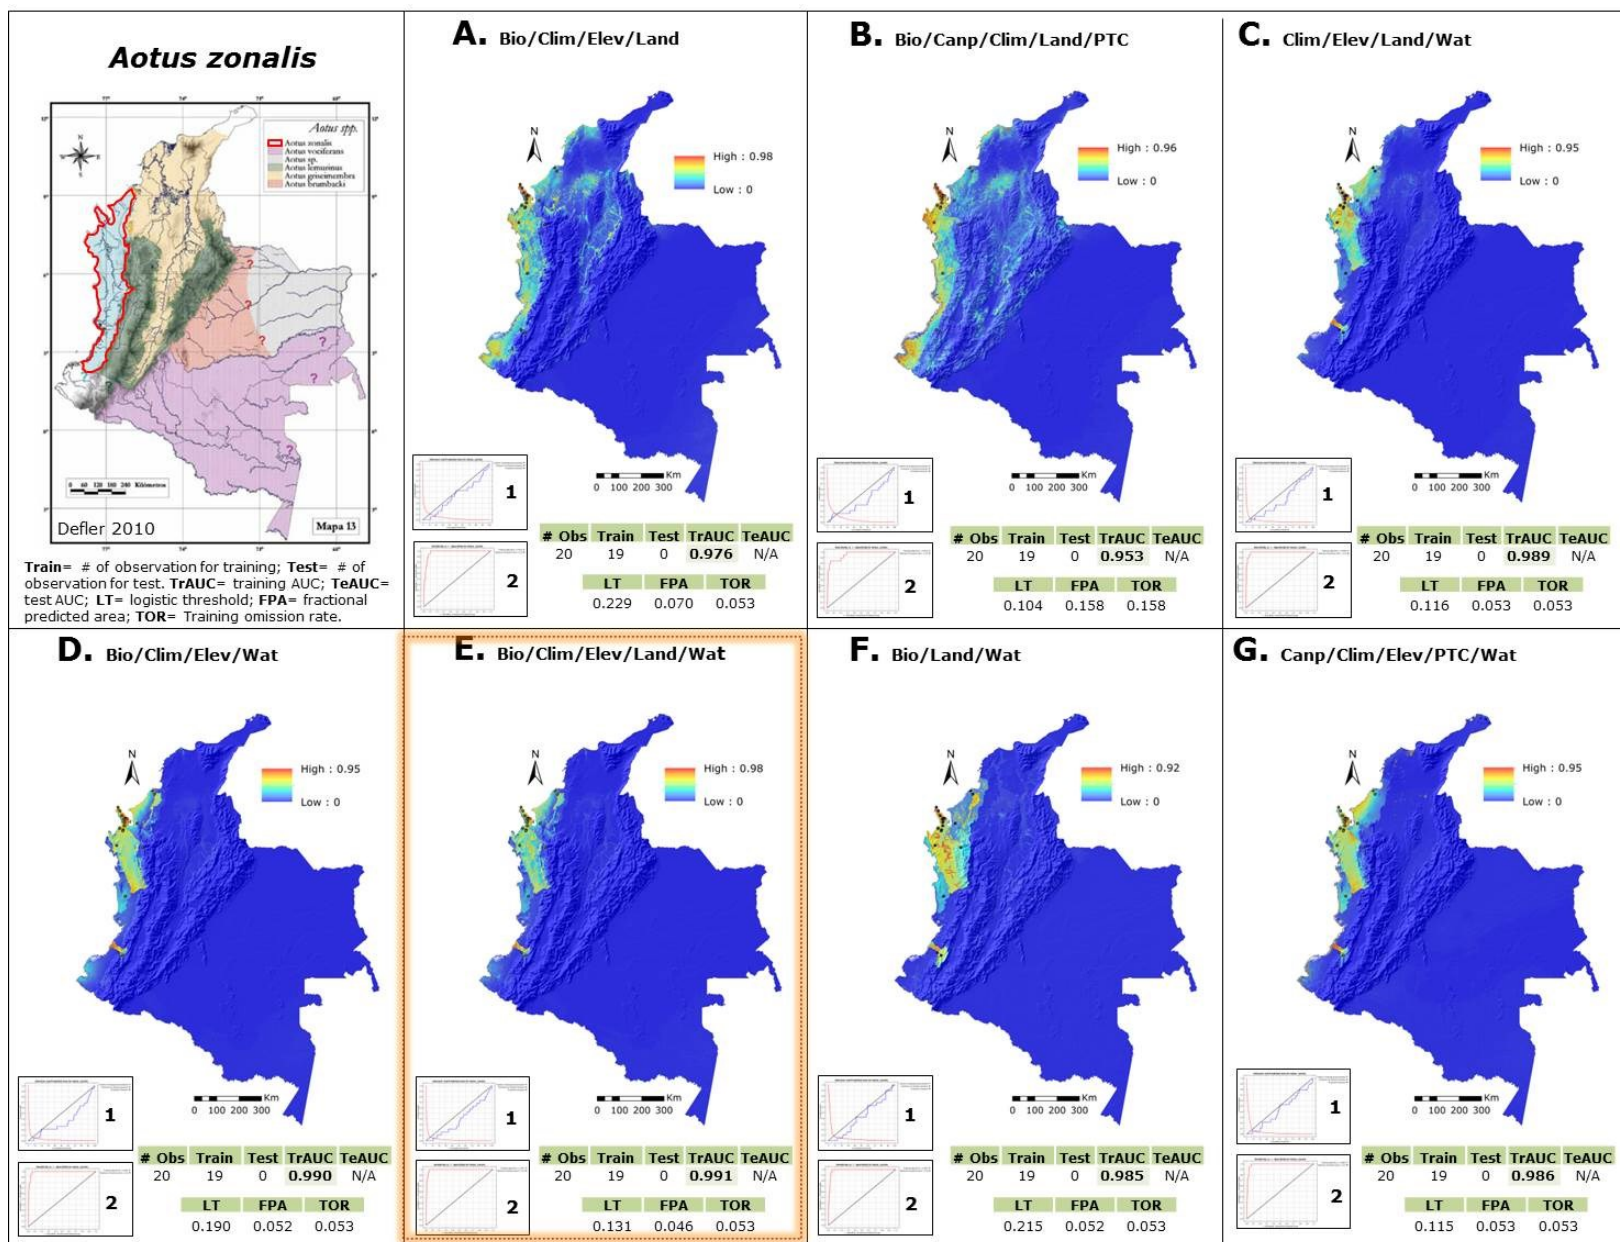 Aotus zonalis
Aotus spp.
Aotus zonalis
Aotus vociferans
Aotus sp.
Aotus lemurinus
Aotus griseimembra
Aotus brumbacki
N
S
?
?
?
?
?
?
0 60 120 180 240 Kilómetros
Defler 2010
Mapa 13
Train= # of observation for training; Test= # of
observation for test. TrAUC= training AUC; TeAUC=
test AUC; LT= logistic threshold; FPA= fractional
predicted area; TOR= Training omission rate.
A. Bio/Clim/Elev/Land
N
High : 0.98
Low : 0
Km
0 100 200 300
1
2
# Obs Train Test TrAUC TeAUC
20 19 0 0.976 N/A
LT FPA TOR
0.229 0.070 0.053
B. Bio/Canp/Clim/Land/PTC
N
High : 0.96
Low : 0
Km
0 100 200 300
1
2
# Obs Train Test TrAUC TeAUC
20 19 0 0.953 N/A
LT FPA TOR
0.104 0.158 0.158
C. Clim/Elev/Land/Wat
N
High : 0.95
Low : 0
Km
0 100 200 300
1
2
# Obs Train Test TrAUC TeAUC
20 19 0 0.989 N/A
LT FPA TOR
0.116 0.053 0.053
D. Bio/Clim/Elev/Wat
N
High : 0.95
Low : 0
Km
0 100 200 300
1
2
# Obs Train Test TrAUC TeAUC
20 19 0 0.990 N/A
LT FPA TOR
0.190 0.052 0.053
E. Bio/Clim/Elev/Land/Wat
N
High : 0.98
Low : 0
Km
0 100 200 300
1
2
# Obs Train Test TrAUC TeAUC
20 19 0 0.991 N/A
LT FPA TOR
0.131 0.046 0.053
F. Bio/Land/Wat
N
High : 0.92
Low : 0
Km
0 100 200 300
1
2
# Obs Train Test TrAUC TeAUC
20 19 0 0.985 N/A
LT FPA TOR
0.215 0.052 0.053
G. Canp/Clim/Elev/PTC/Wat
N
High : 0.95
Low : 0
Km
0 100 200 300
1
2
# Obs Train Test TrAUC TeAUC
20 19 0 0.986 N/A
LT FPA TOR
0.115 0.053 0.053